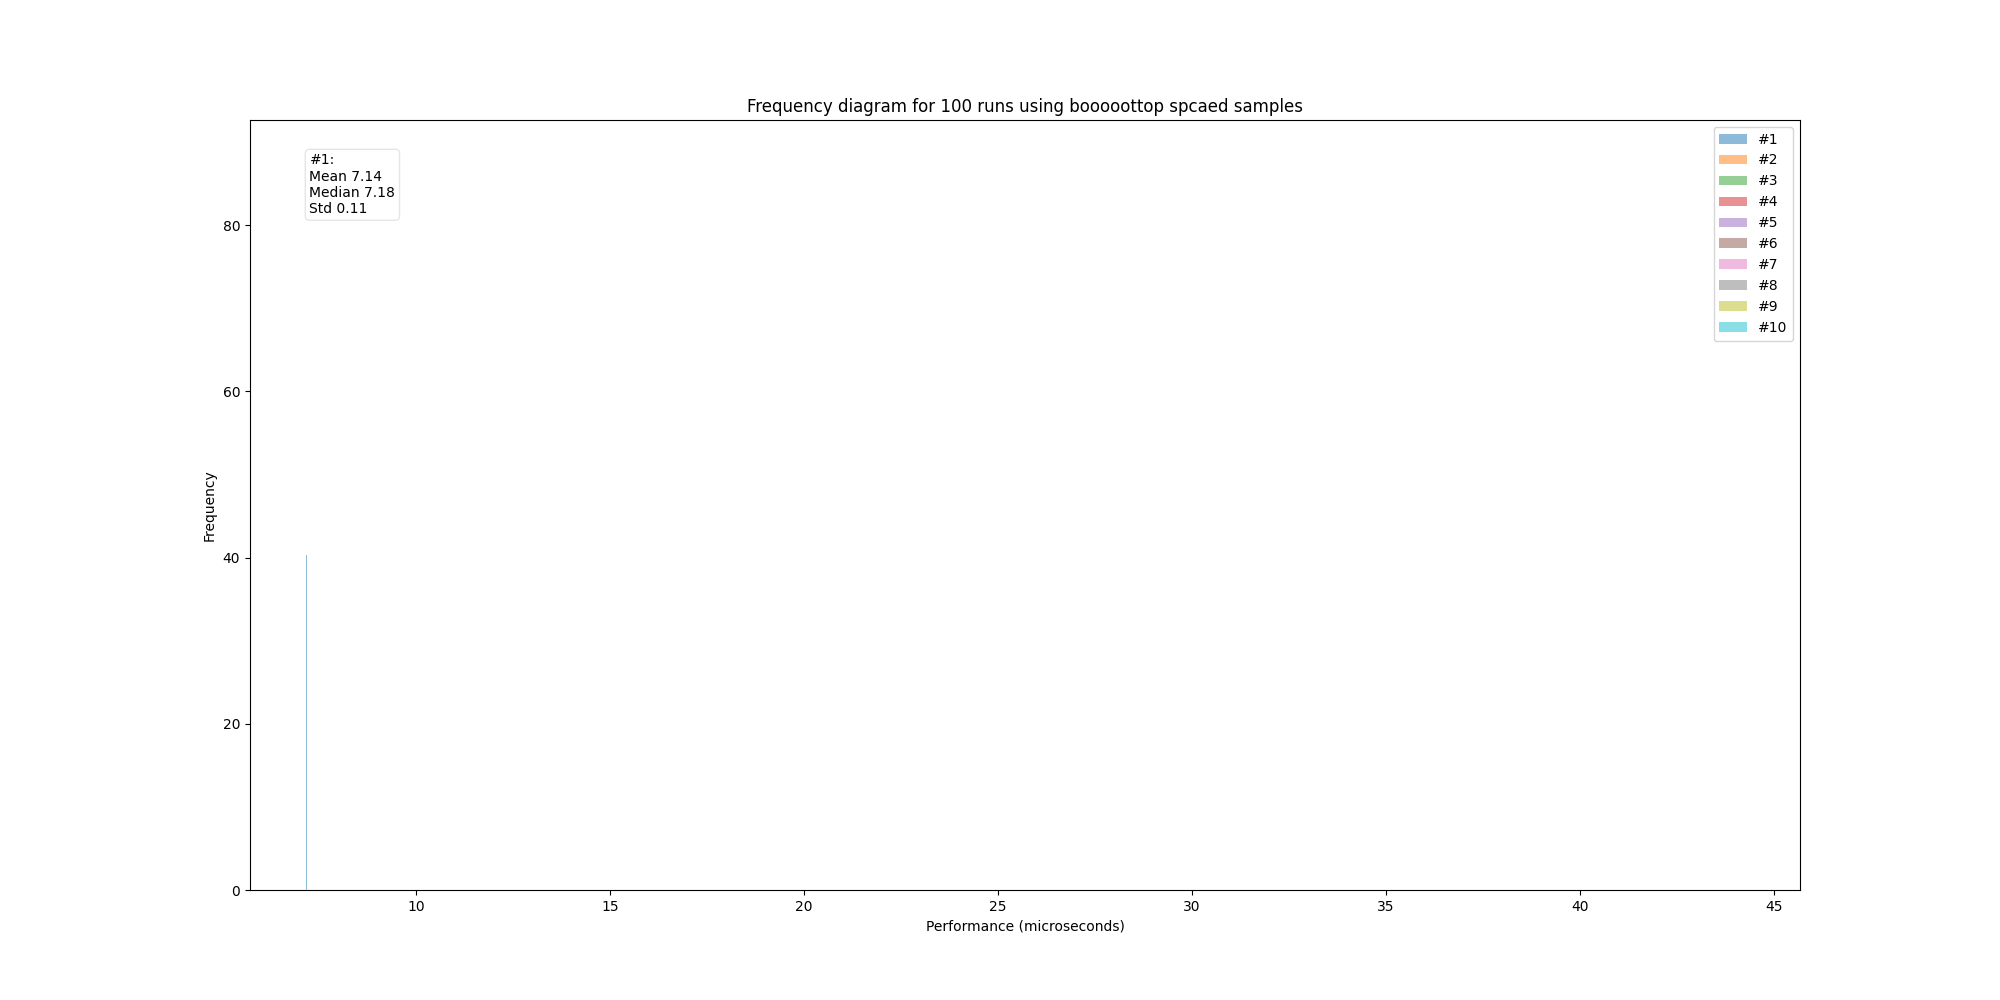 Frequency diagram for 100 runs using booooottop spcaed samples
#1:
Mean 7.14
Median 7.18
Std 0.11
#1
#2
#3
#4
#5
#6
#7
#8
#9
#10
80
60
40
20
0
Frequency
10 15 20 25 30 35 40 45
Performance (microseconds)